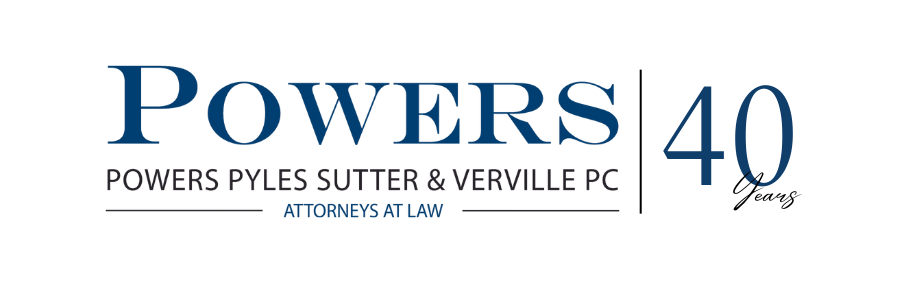 POWERS
POWERS PYLES SUTTER & VERVILLE PC
ATTORNEYS AT LAW
40
Years